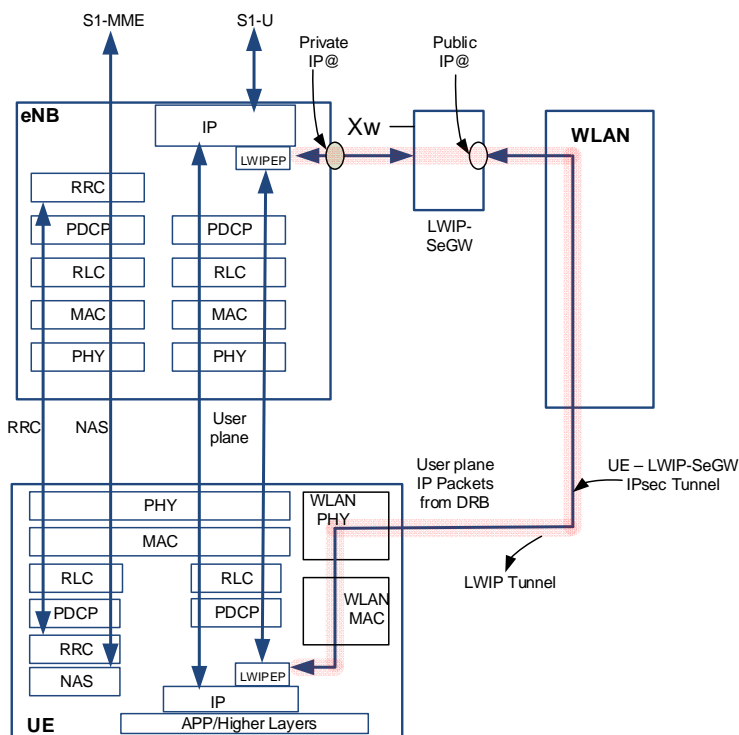 S1-MME
S1-U
Private
IP@
Public
IP@
eNB
IP
Xw
WLAN
LWIPEP
RRC
PDCP
PDCP
LWIP-
SeGW
RLC
RLC
MAC
MAC
PHY
PHY
RRC
NAS
User
plane
User plane
IP Packets
from DRB
UE – LWIP-SeGW
IPsec Tunnel
PHY
WLAN
PHY
MAC
LWIP Tunnel
RLC
RLC
WLAN
MAC
PDCP
PDCP
RRC
NAS
LWIPEP
IP
APP/Higher Layers
UE